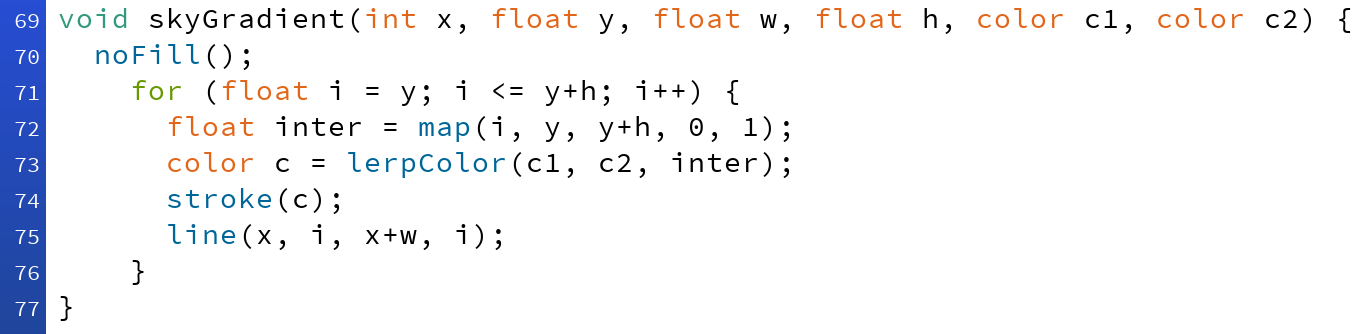 69 void skyGradient(int x, float y, float w, float h, color c1, color c2) {
70   noFill();
71     for (float i = y; i <= y+h; i++) {
72       float inter = map(i, y, y+h, 0, 1);
73       color c = lerpColor(c1, c2, inter);
74       stroke(c);
75       line(x, i, x+w, i);
76     }
77 }